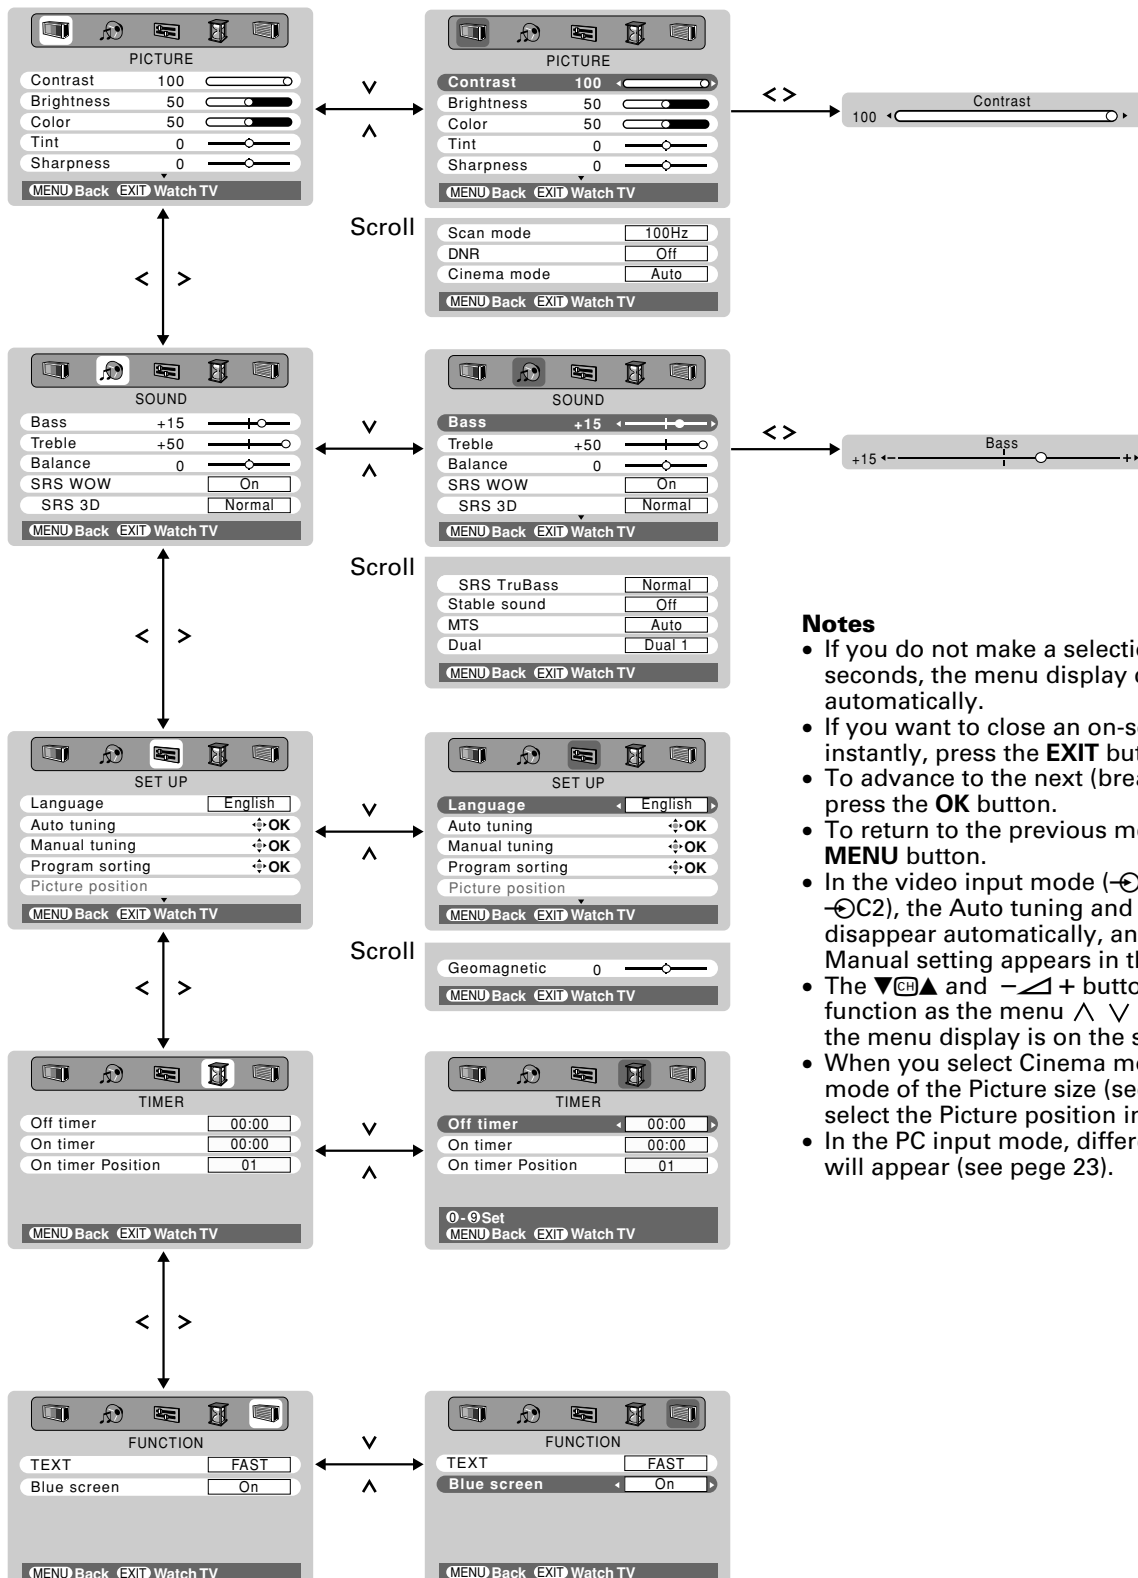 PICTURE
Contrast 100
Brightness 50
Color 50
Tint 0
Sharpness 0
MENU Back EXIT Watch TV
PICTURE
Contrast 100
Brightness 50
Color 50
Tint 0
Sharpness 0
MENU Back EXIT Watch TV
Contrast
100
Scroll
Scan mode 100Hz
DNR Off
Cinema mode Auto
MENU Back EXIT Watch TV
SOUND
Bass +15
Treble +50
Balance 0
SRS WOW On
SRS 3D Normal
MENU Back EXIT Watch TV
SOUND
Bass +15
Treble +50
Balance 0
SRS WOW On
SRS 3D Normal
MENU Back EXIT Watch TV
Bass
+15 - +
Scroll
SRS TruBass Normal
Stable sound Off
MTS Auto
Dual Dual 1
MENU Back EXIT Watch TV
SET UP
Language English
Auto tuning OK
Manual tuning OK
Program sorting OK
Picture position
MENU Back EXIT Watch TV
SET UP
Language English
Auto tuning OK
Manual tuning OK
Program sorting OK
Picture position
MENU Back EXIT Watch TV
Scroll
Geomagnetic 0
MENU Back EXIT Watch TV
TIMER
Off timer 00:00
On timer 00:00
On timer Position 01
MENU Back EXIT Watch TV
TIMER
Off timer 00:00
On timer 00:00
On timer Position 01
0 - 9 Set
MENU Back EXIT Watch TV
FUNCTION
TEXT FAST
Blue screen On
MENU Back EXIT Watch TV
FUNCTION
TEXT FAST
Blue screen On
MENU Back EXIT Watch TV
Notes
• If you do not make a
seconds, the menu display
automatically.
• If you want to close an
instantly, press the EXIT
• To advance to the next
press the OK button.
• To return to the previous
MENU button.
• In the video input mode (
C2), the Auto tuning and
disappear automatically,
Manual setting appears in
• The ▼CH▲ and − +
function as the menu ∧ ∨
the menu display is on the
• When you select Cinema
mode of the Picture size
select the Picture position
• In the PC input mode,
will appear (see pege 23).